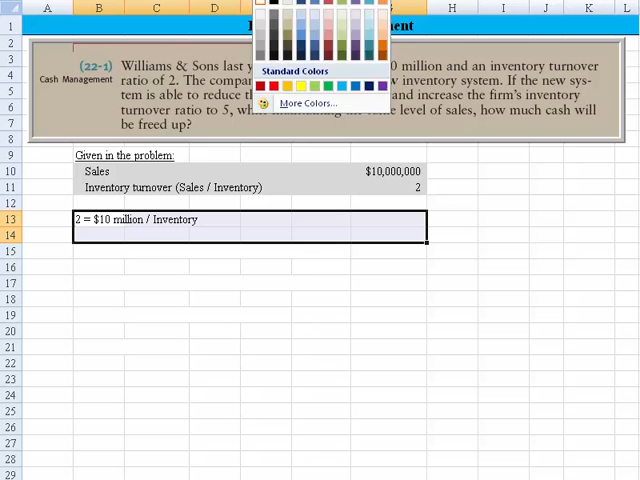 A B C D H I J K L
1 ment
2
3 (22-1) Williams & Sons last y 0 million and an inventory turnover
4 Cash Management ratio of 2. The compar w inventory system. If the new sys-
5 tem is able to reduce th and increase the firm's inventory
6 turnover ratio to 5, wh level of sales, how much cash will
7 be freed up?
8
Standard Colors
More Colors...
9 Given in the problem:
10 Sales $10,000,000
11 Inventory turnover (Sales / Inventory) 2
12
13 2 = $10 million / Inventory
14
15
16
17
18
19
20
21
22
23
24
25
26
27
28
29